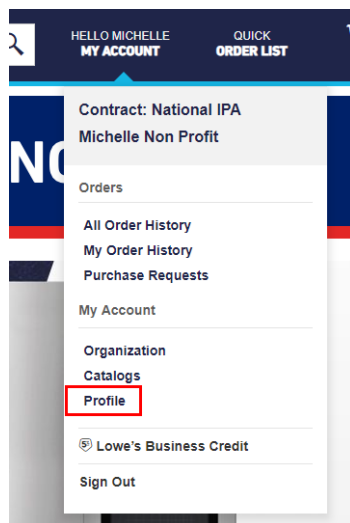 HELLO MICHELLE
MY ACCOUNT
QUICK
ORDER LIST
Contract: National IPA
Michelle Non Profit
Orders
All Order History
My Order History
Purchase Requests
My Account
Organization
Catalogs
Profile
Lowe's Business Credit
Sign Out